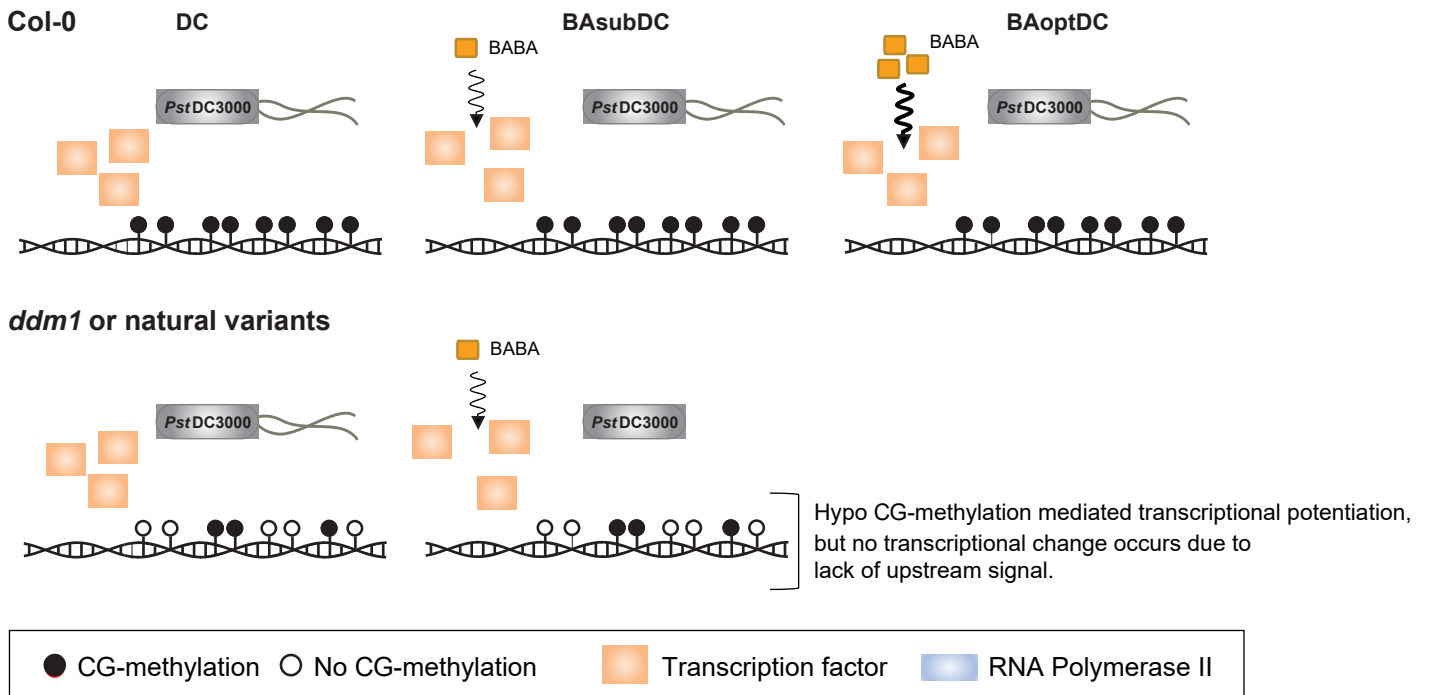 Col-0 DC BAsubDC BAoptDC
BABA BABA
PstDC3000 PstDC3000 PstDC3000
ddm1 or natural variants
BABA
PstDC3000 PstDC3000
Hypo CG-methylation mediated transcriptional potentiation,
but no transcriptional change occurs due to
lack of upstream signal.
CG-methylation No CG-methylation Transcription factor RNA Polymerase II